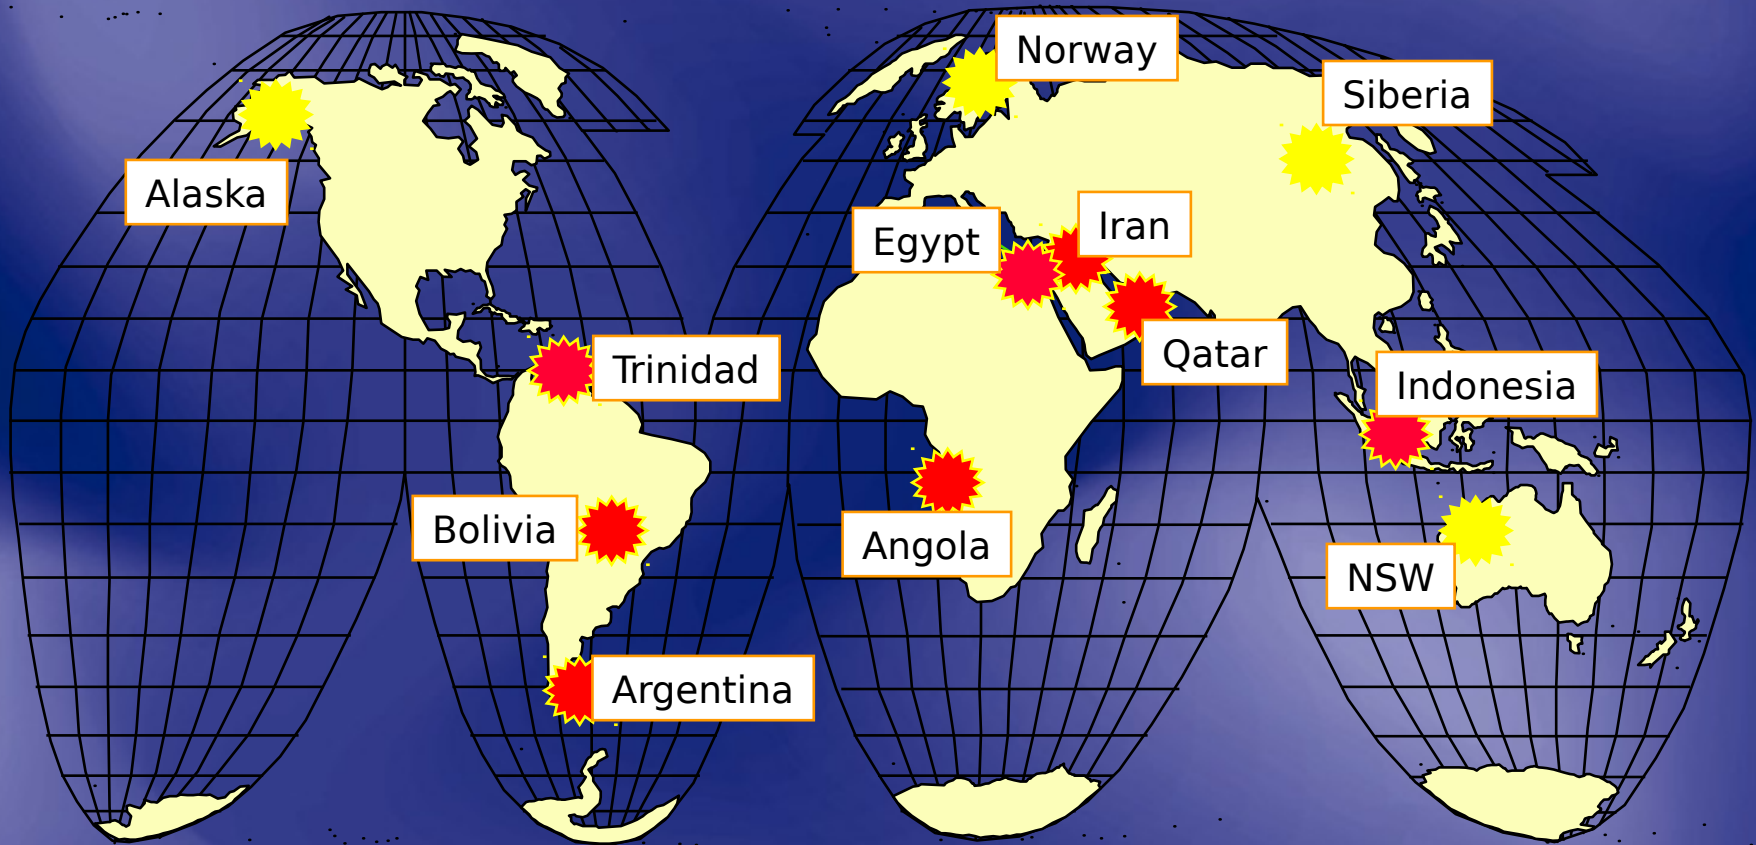 Norway
Siberia
Alaska
Iran
Egypt
Qatar
Trinidad
Indonesia
Bolivia
Angola
NSW
Argentina